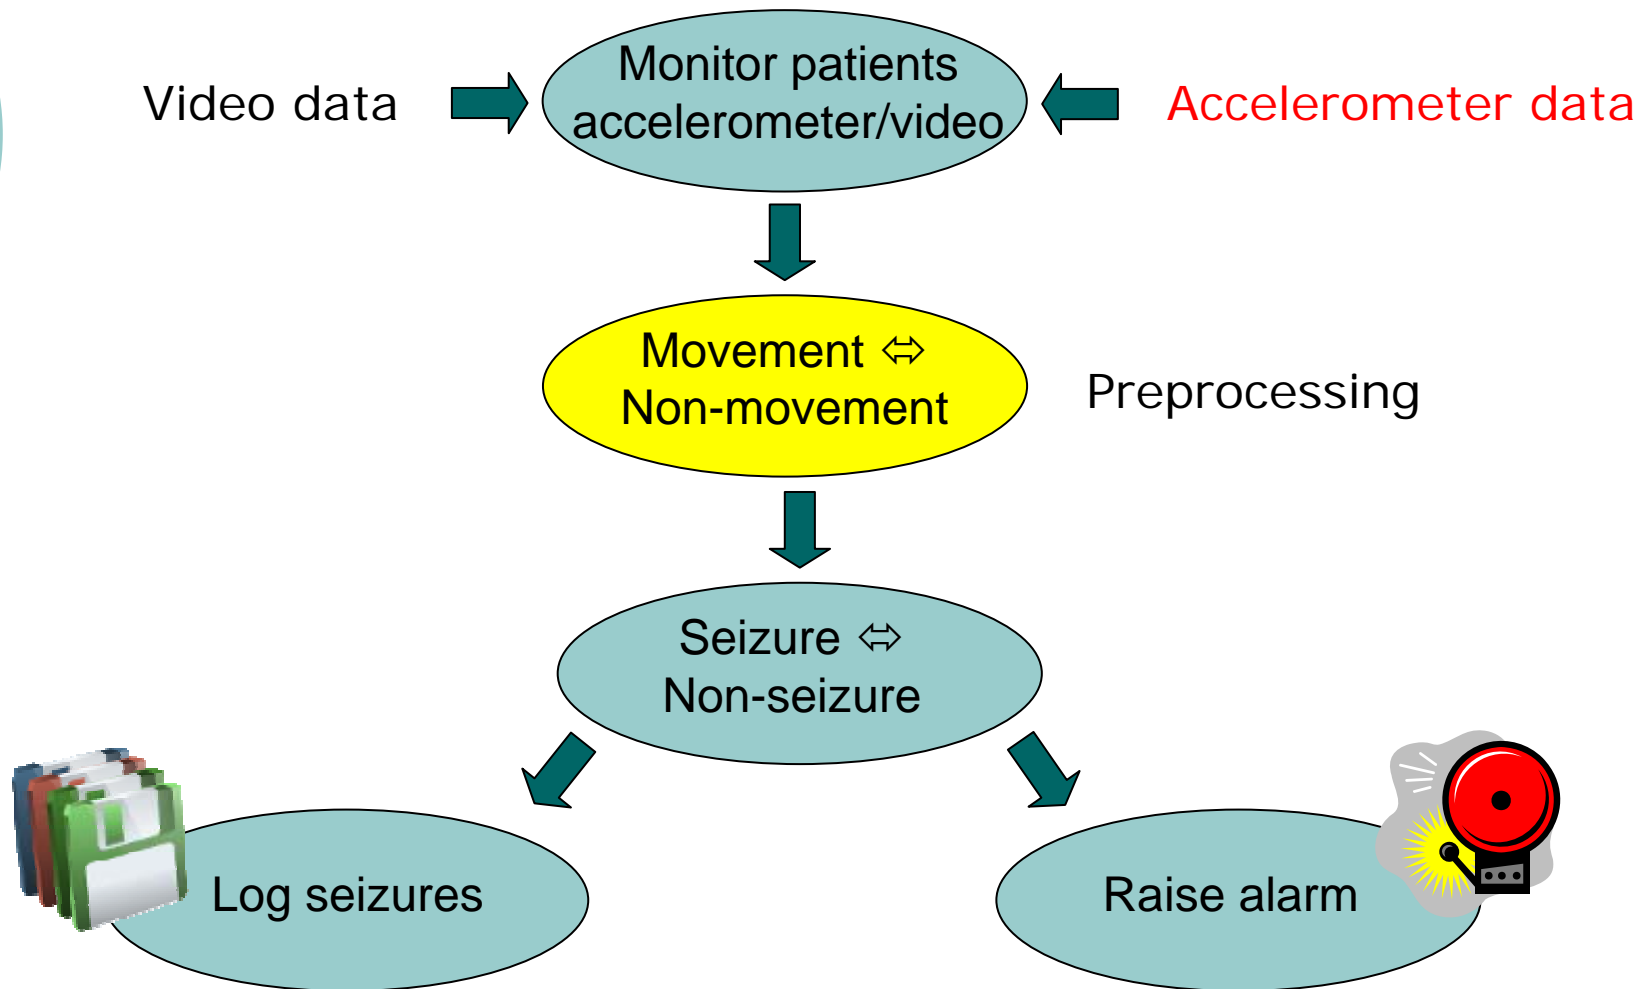 Monitor patients
accelerometer/video
Video data
Accelerometer data
Movement ⇔
Non-movement
Preprocessing
Seizure ⇔
Non-seizure
Log seizures
Raise alarm